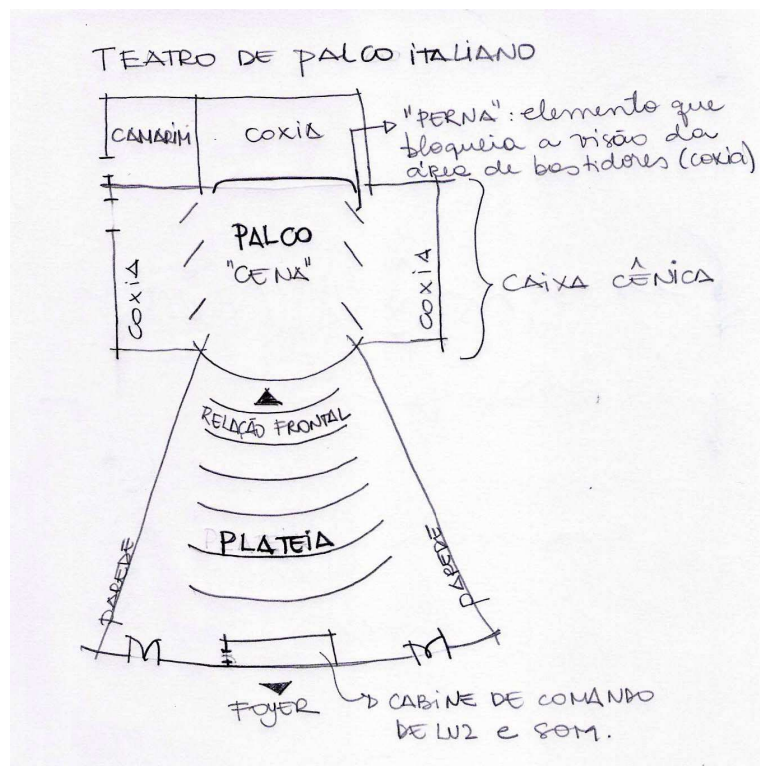 TEATRO DE PALCO ITALIANO
CAMARIM
COXIA
"PERNA": elemento que
bloqueia a visão da
área de bastidores (coxia)
PALCO
"CENA"
COXIA
COXIA
CAIXA CÊNICA
RELAÇÃO FRONTAL
PLATEIA
PAREDE
PAREDE
FOYER
CABINE DE COMANDO
DE LUZ e SOM.